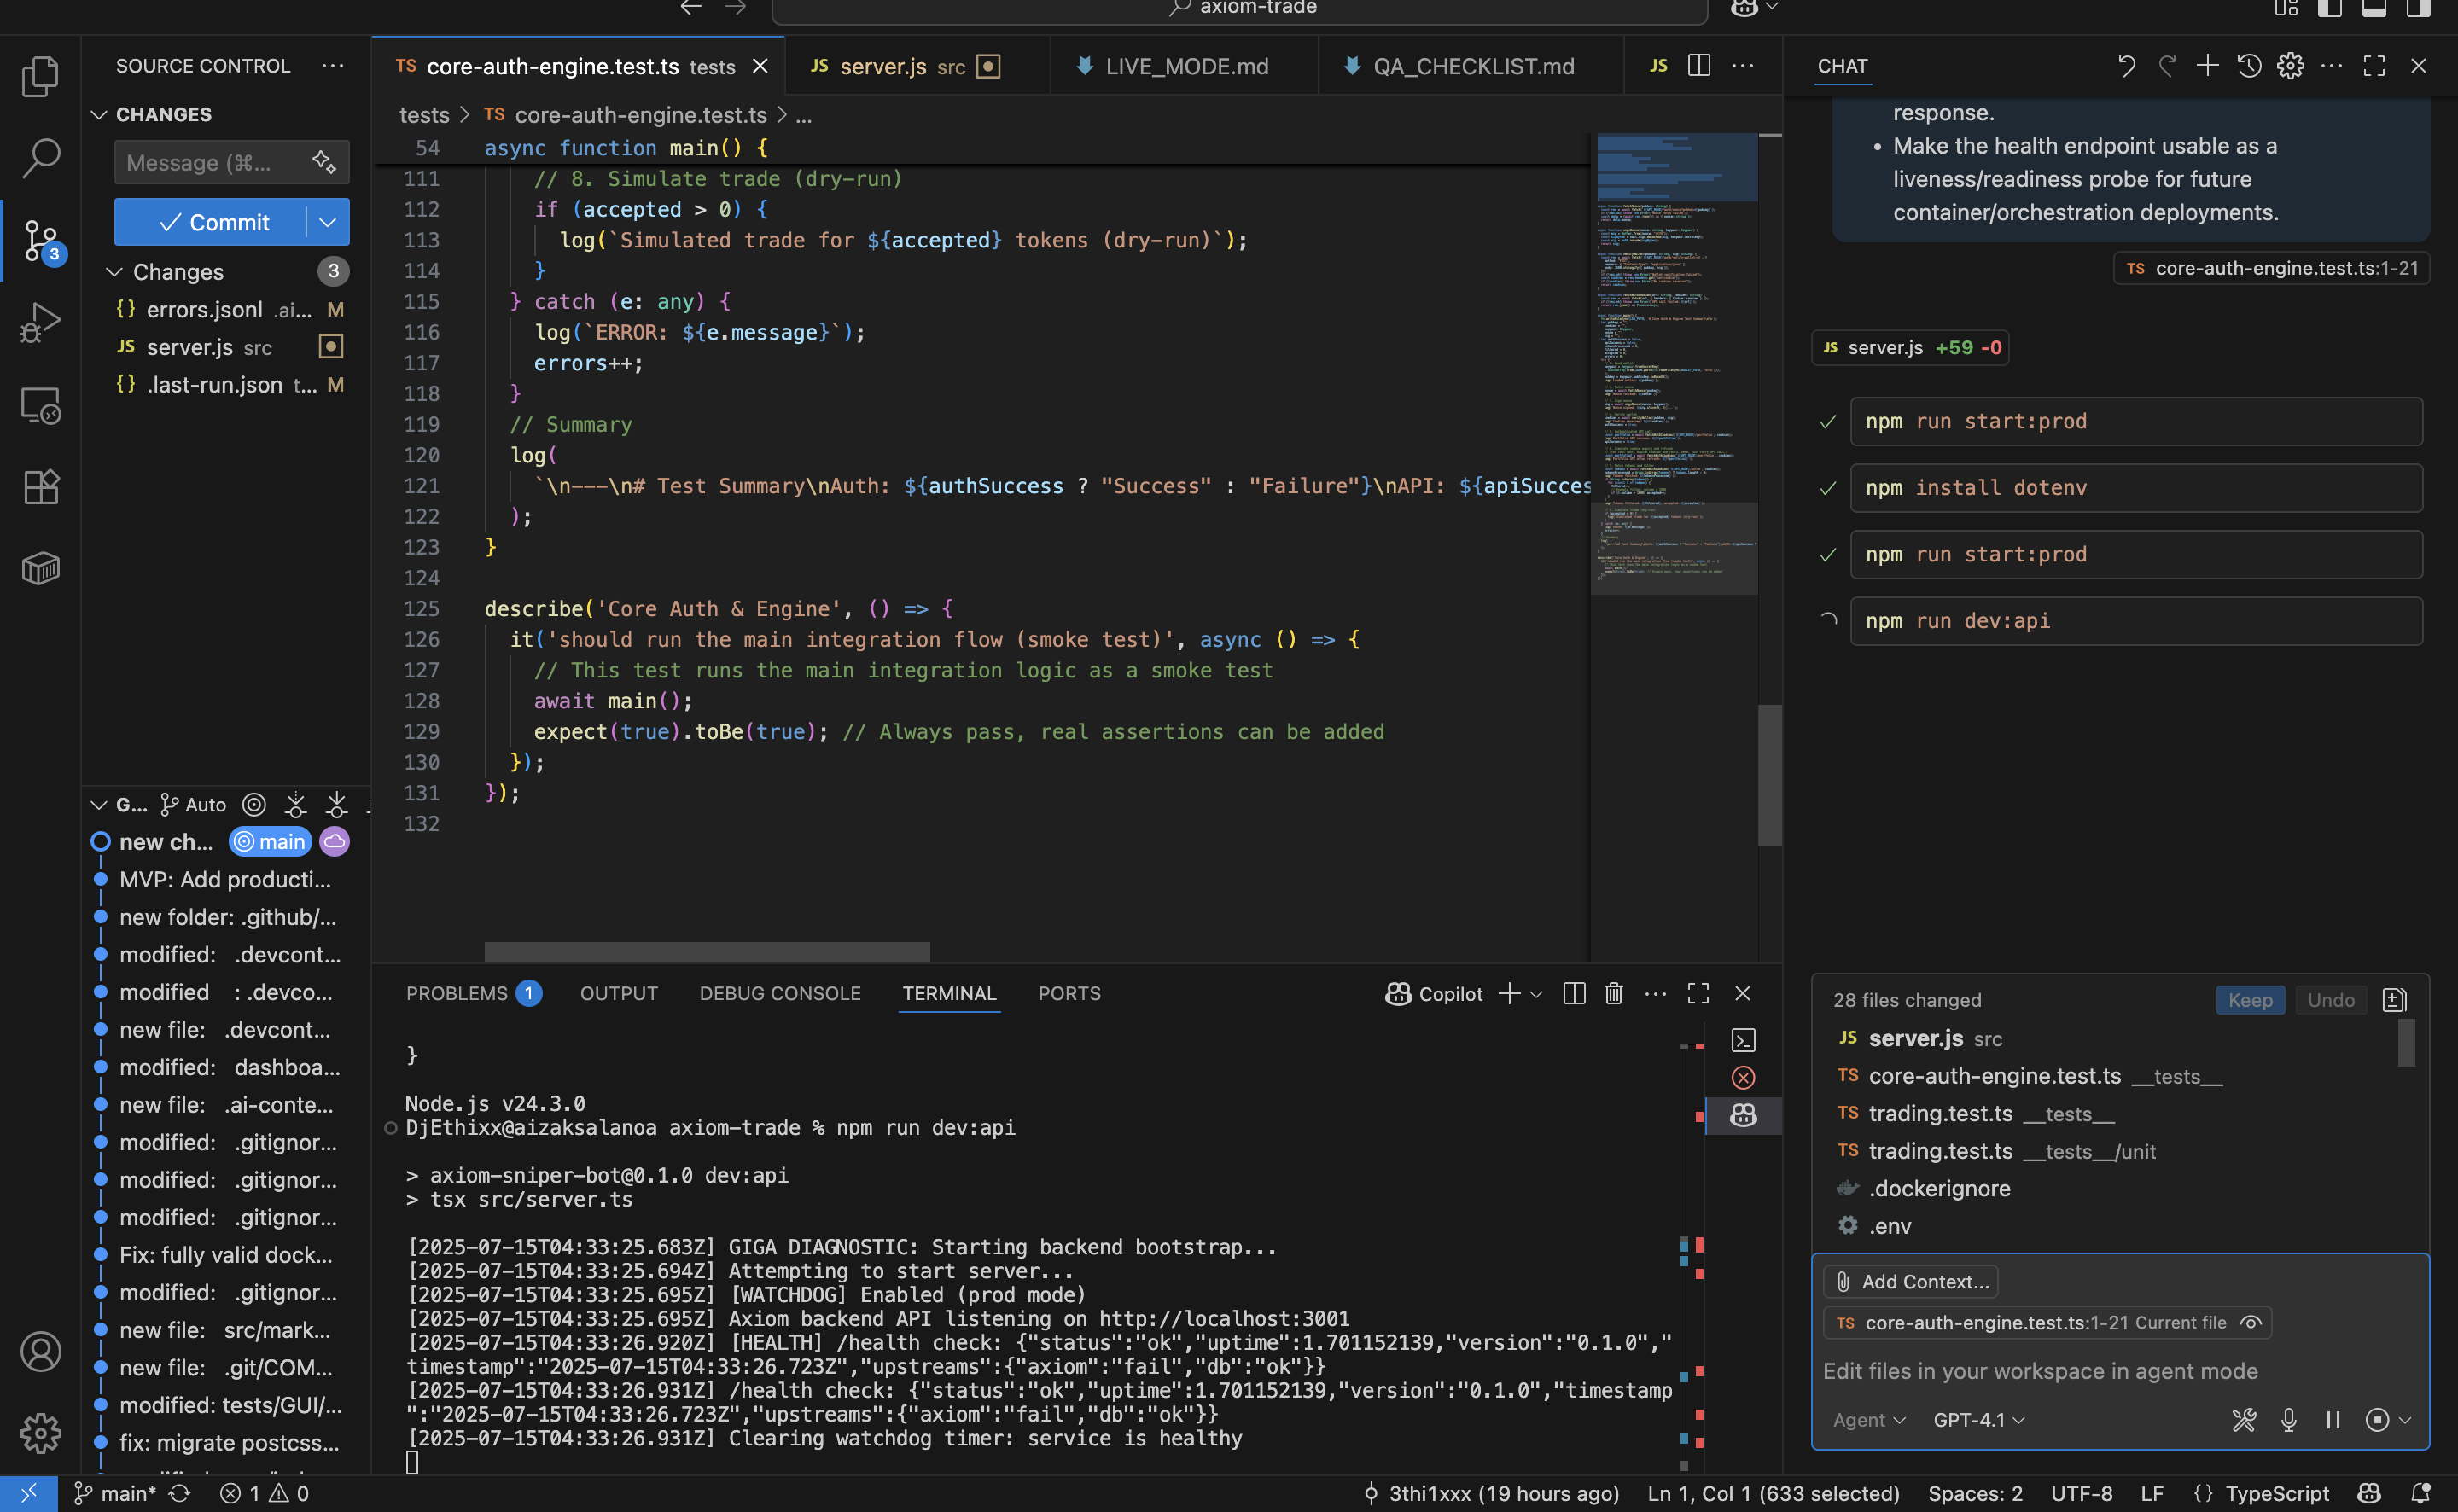 axiom-trade
SOURCE CONTROL ...
CHANGES
Message (⌘...
Commit
Changes 3
errors.jsonl .ai... M
JS server.js src
.last-run.json t... M
3
G... Auto
new ch... main
MVP: Add producti...
new folder: .github/...
modified: .devcont...
modified : .devco...
new file: .devcont...
modified: dashboa...
new file: .ai-conte...
modified: .gitignor...
modified: .gitignor...
modified: .gitignor...
Fix: fully valid dock...
modified: .gitignor...
new file: src/mark...
new file: .git/COM...
modified: tests/GUI/...
fix: migrate postcss...
TS core-auth-engine.test.ts tests
JS server.js src
LIVE_MODE.md
QA_CHECKLIST.md
JS
tests > TS core-auth-engine.test.ts > ...
54 async function main() {
111 // 8. Simulate trade (dry-run)
112 if (accepted > 0) {
113 log(`Simulated trade for ${accepted} tokens (dry-run)`);
114 }
115 } catch (e: any) {
116 log(`ERROR: ${e.message}`);
117 errors++;
118 }
119 // Summary
120 log(
121 `\n---\n# Test Summary\nAuth: ${authSuccess ? "Success" : "Failure"}\nAPI: ${apiSucces
122 );
123 }
124
125 describe('Core Auth & Engine', () => {
126 it('should run the main integration flow (smoke test)', async () => {
127 // This test runs the main integration logic as a smoke test
128 await main();
129 expect(true).toBe(true); // Always pass, real assertions can be added
130 });
131 });
132
PROBLEMS 1 OUTPUT DEBUG CONSOLE TERMINAL PORTS
Copilot
}
Node.js v24.3.0
DjEthixx@aizaksalanoa axiom-trade % npm run dev:api
> axiom-sniper-bot@0.1.0 dev:api
> tsx src/server.ts
[2025-07-15T04:33:25.683Z] GIGA DIAGNOSTIC: Starting backend bootstrap...
[2025-07-15T04:33:25.694Z] Attempting to start server...
[2025-07-15T04:33:25.695Z] [WATCHDOG] Enabled (prod mode)
[2025-07-15T04:33:25.695Z] Axiom backend API listening on http://localhost:3001
[2025-07-15T04:33:26.920Z] [HEALTH] /health check: {"status":"ok","uptime":1.701152139,"version":"0.1.0","
timestamp":"2025-07-15T04:33:26.723Z","upstreams":{"axiom":"fail","db":"ok"}}
[2025-07-15T04:33:26.931Z] /health check: {"status":"ok","uptime":1.701152139,"version":"0.1.0","timestamp
":"2025-07-15T04:33:26.723Z","upstreams":{"axiom":"fail","db":"ok"}}
[2025-07-15T04:33:26.931Z] Clearing watchdog timer: service is healthy
CHAT
response.
• Make the health endpoint usable as a
liveness/readiness probe for future
container/orchestration deployments.
TS core-auth-engine.test.ts:1-21
JS server.js +59 -0
npm run start:prod
npm install dotenv
npm run start:prod
npm run dev:api
28 files changed Keep Undo
JS server.js src
TS core-auth-engine.test.ts __tests__
TS trading.test.ts __tests__
TS trading.test.ts __tests__/unit
.dockerignore
.env
Add Context...
TS core-auth-engine.test.ts:1-21 Current file
Edit files in your workspace in agent mode
Agent GPT-4.1
main* 1 0
3thi1xxx (19 hours ago) Ln 1, Col 1 (633 selected) Spaces: 2 UTF-8 LF {} TypeScript